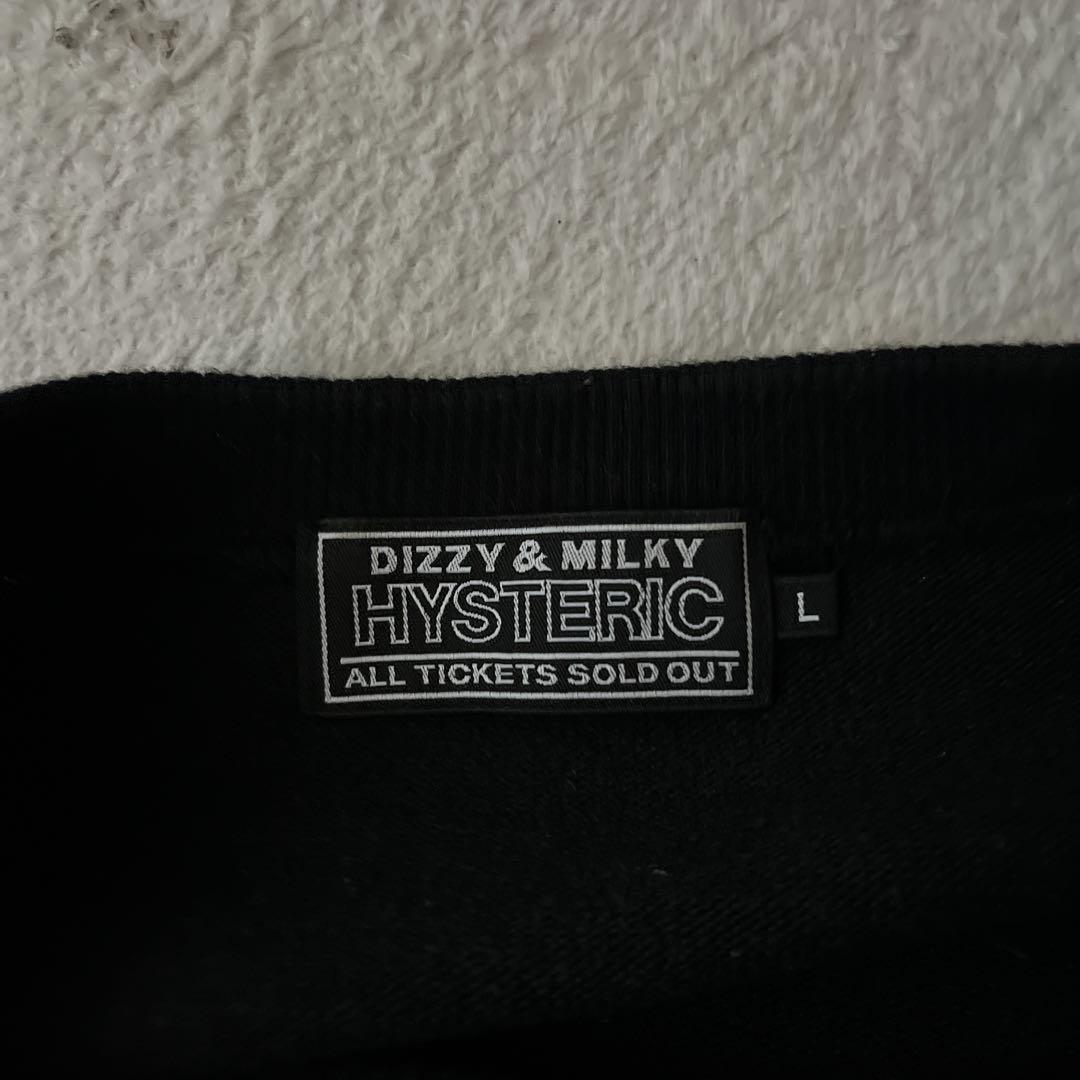 DIZZY & MILKY
HYSTERIC
ALL TICKETS SOLD OUT
L